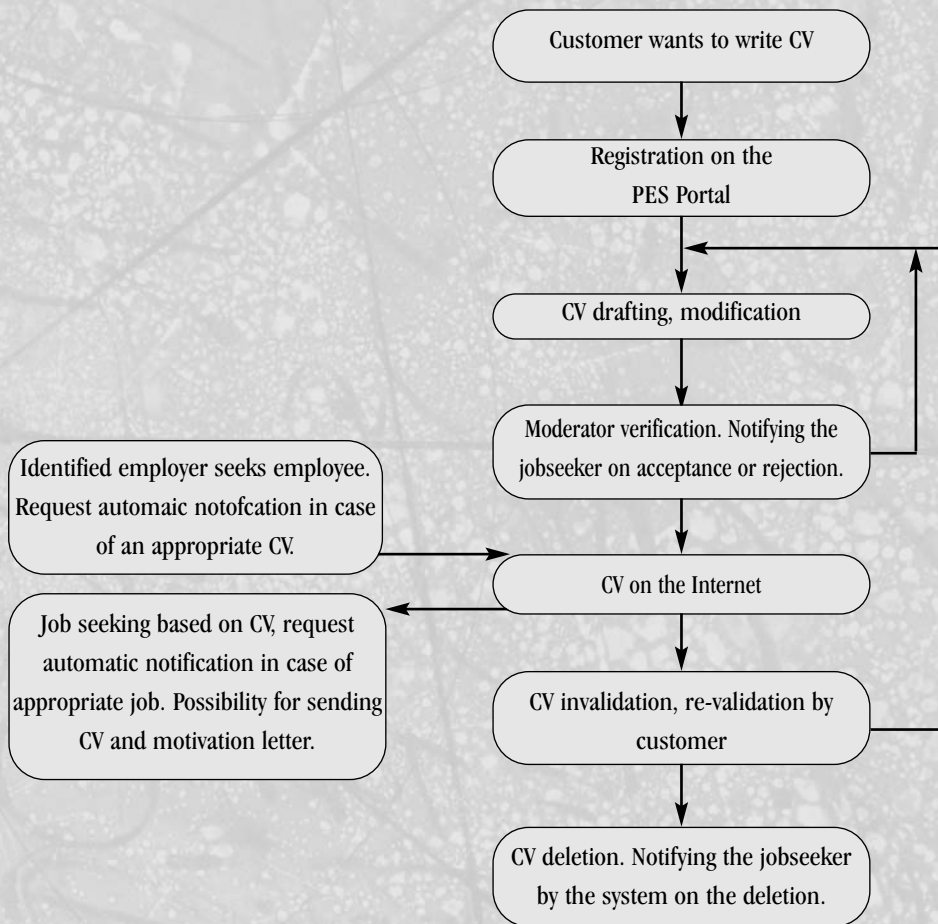 Customer wants to write CV
Registration on the
PES Portal
CV drafting, modification
Moderator verification. Notifying the
jobseeker on acceptance or rejection.
Identified employer seeks employee.
Request automaic notofcation in case
of an appropriate CV.
CV on the Internet
Job seeking based on CV, request
automatic notification in case of
appropriate job. Possibility for sending
CV and motivation letter.
CV invalidation, re-validation by
customer
CV deletion. Notifying the jobseeker
by the system on the deletion.